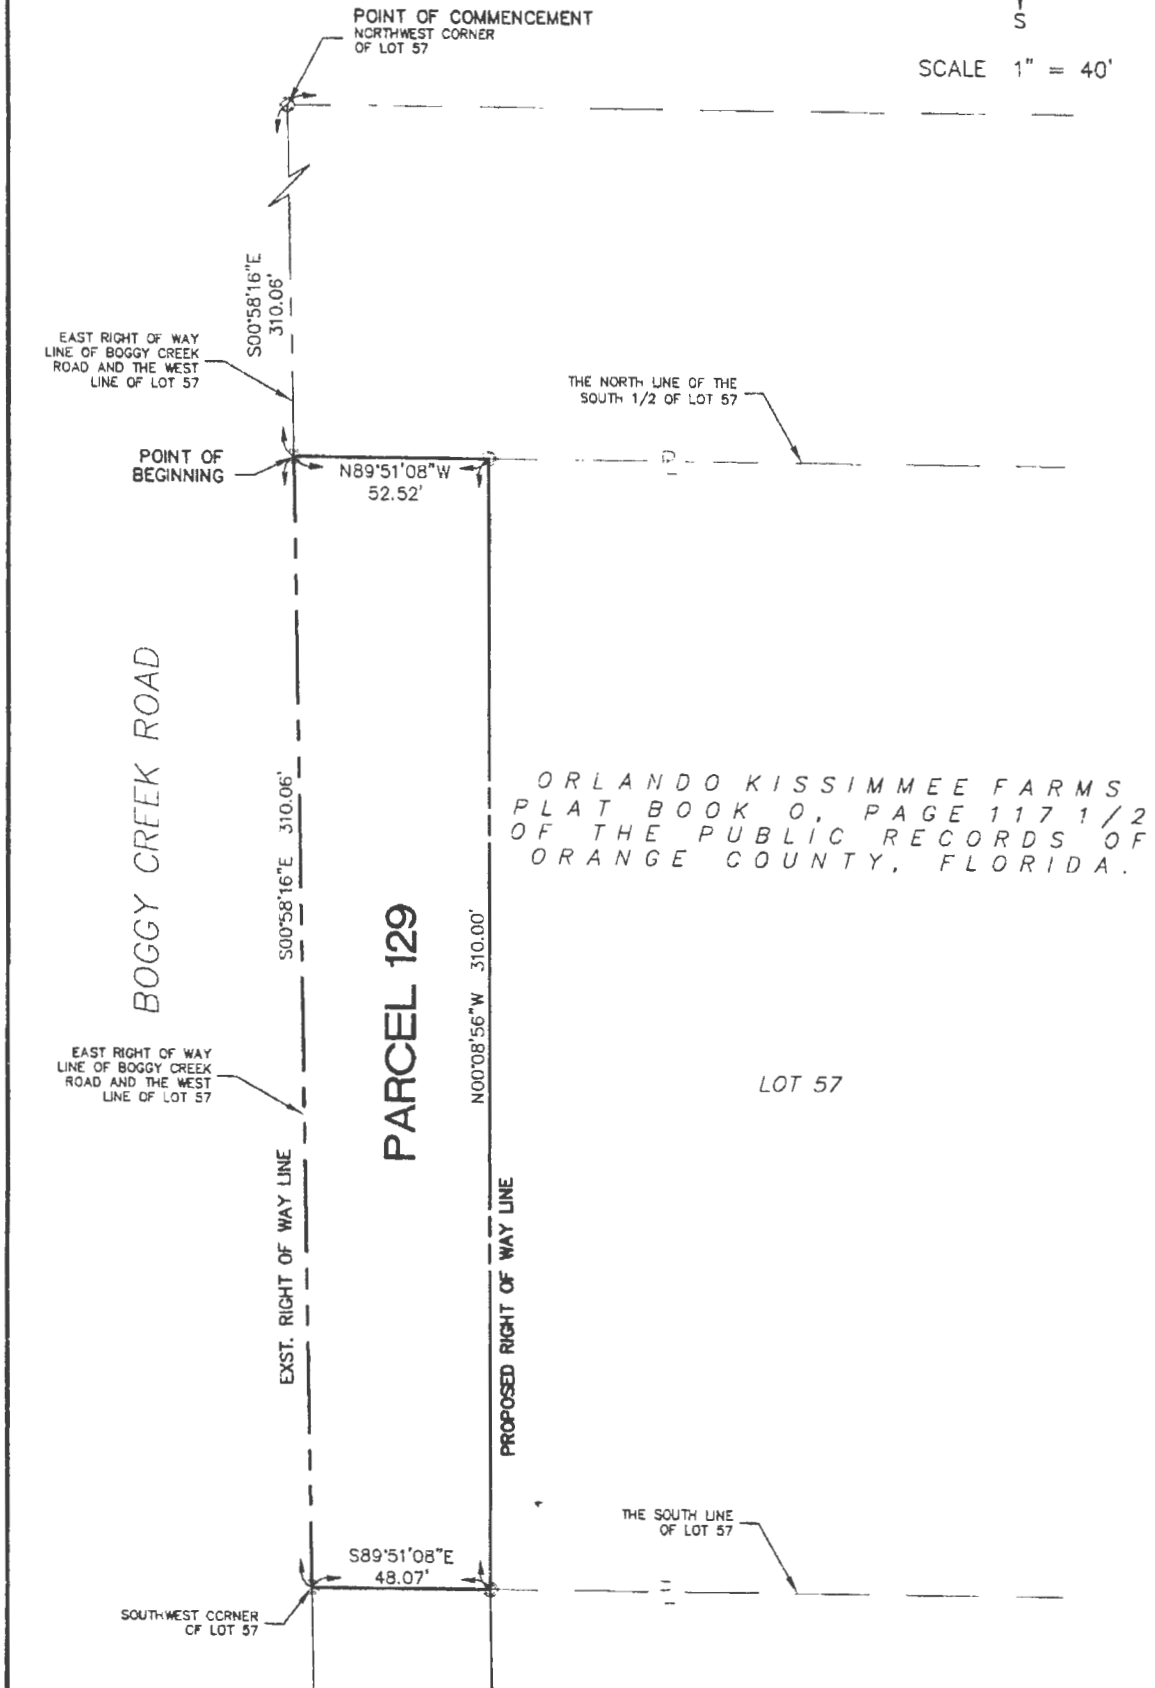 POINT OF COMMENCEMENT
NORTHWEST CORNER
OF LOT 57
S
SCALE 1" = 40'
S00°58'16"E
310.06'
EAST RIGHT OF WAY
LINE OF BOGGY CREEK
ROAD AND THE WEST
LINE OF LOT 57
THE NORTH LINE OF THE
SOUTH 1/2 OF LOT 57
POINT OF
BEGINNING
N89°51'08"W
52.52'
BOGGY CREEK ROAD
S00°58'16"E 310.06'
ORLANDO KISSIMMEE FARMS
PLAT BOOK O, PAGE 117 1/2
OF THE PUBLIC RECORDS OF
ORANGE COUNTY, FLORIDA.
PARCEL 129
N00°08'56"W 310.00'
EAST RIGHT OF WAY
LINE OF BOGGY CREEK
ROAD AND THE WEST
LINE OF LOT 57
LOT 57
EXST. RIGHT OF WAY LINE
PROPOSED RIGHT OF WAY LINE
THE SOUTH LINE
OF LOT 57
S89°51'08"E
48.07'
SOUTHWEST CORNER
OF LOT 57